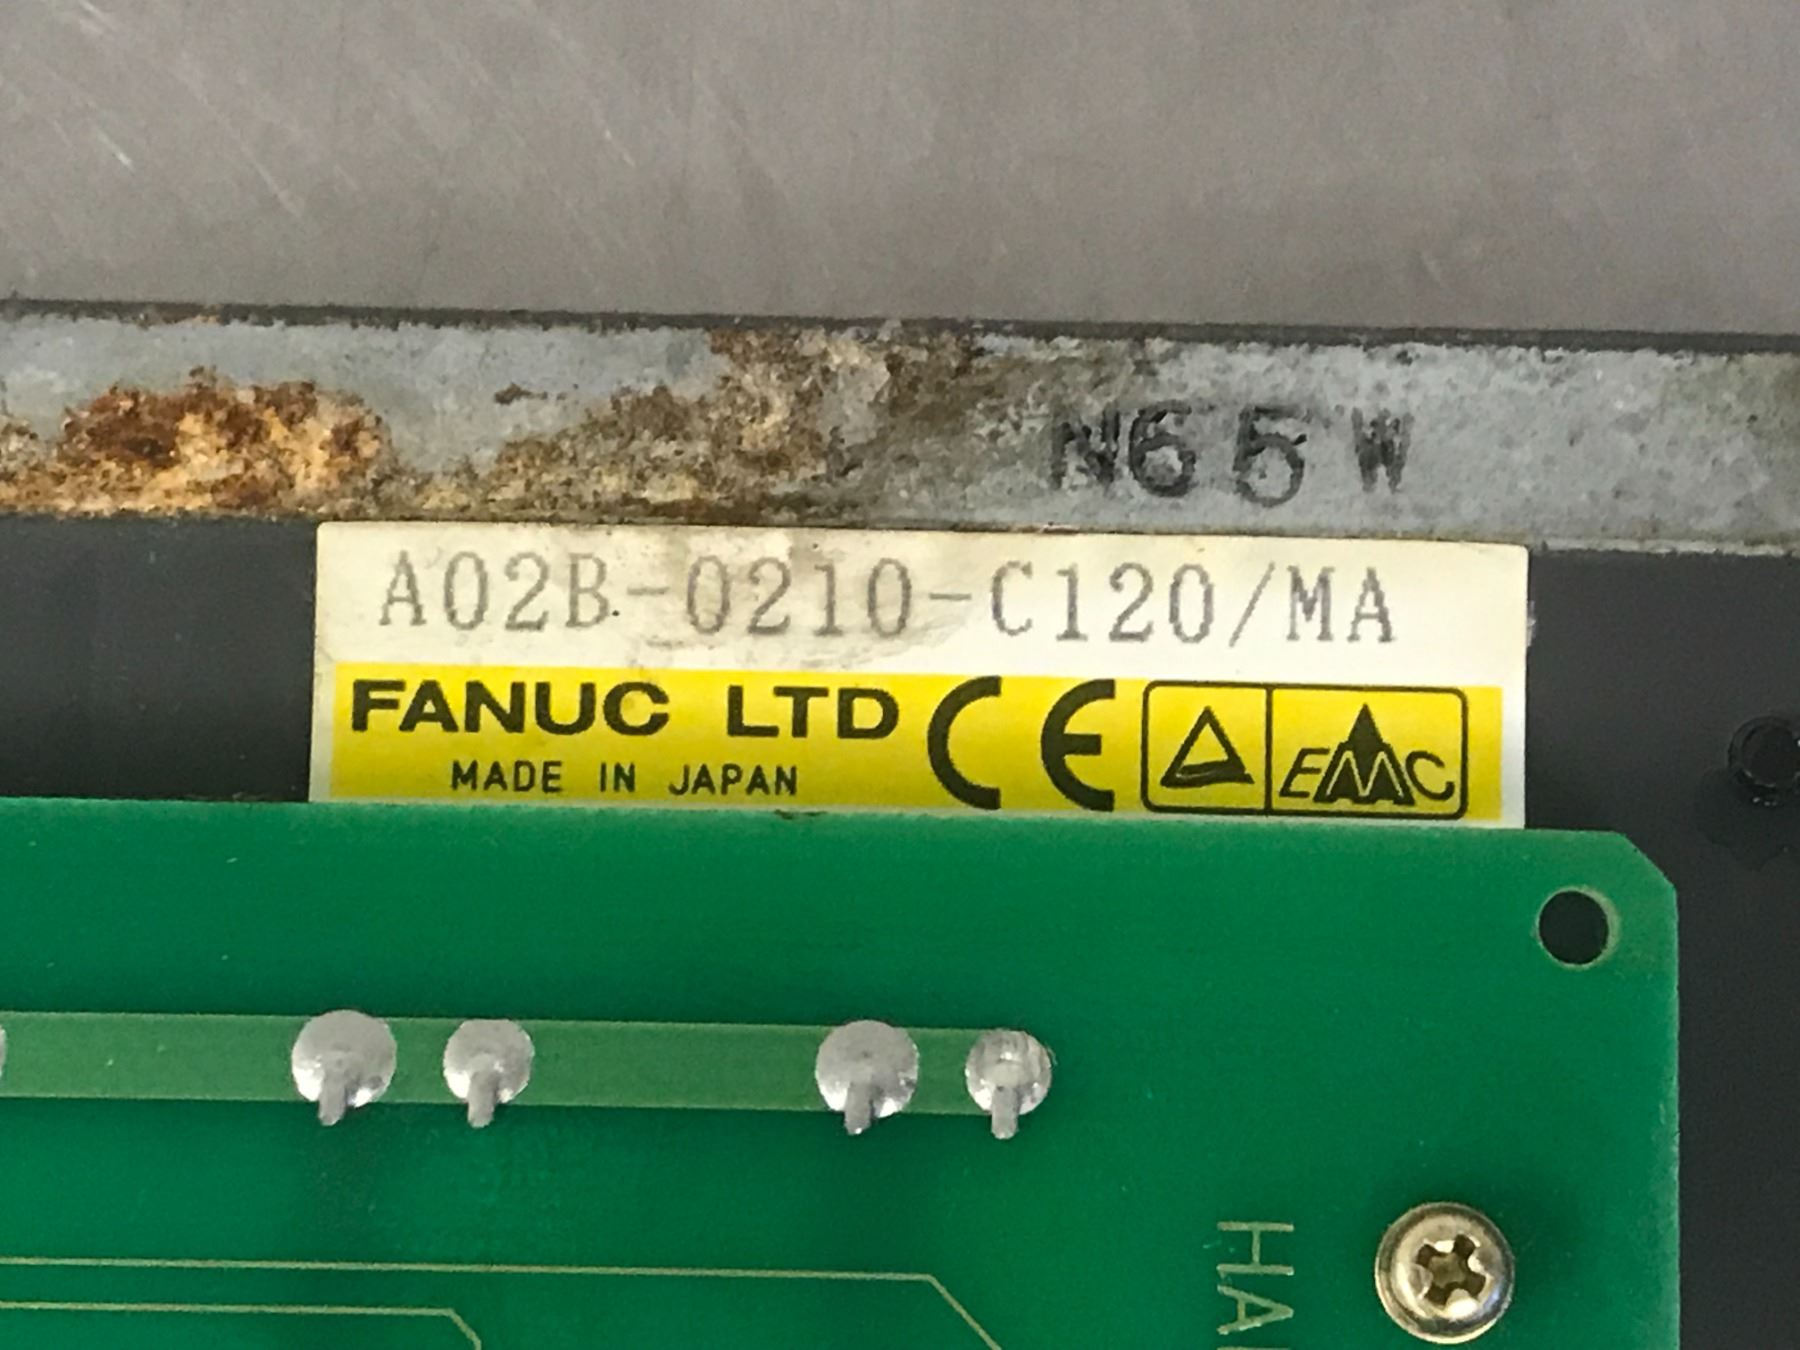 N65W
A02B-0210-C120/MA
FANUC LTD CE EMC
MADE IN JAPAN